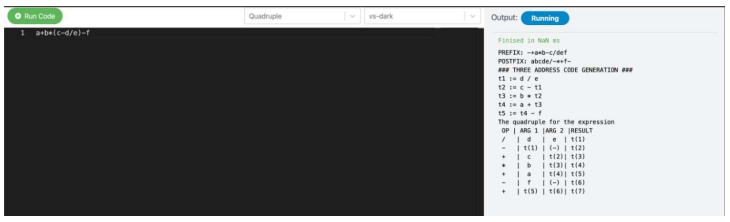 Run Code
Quadruple
vs-dark
Output: Running
1 a+b*(c-d/e)-f
Finised in NaN ms
PREFIX: -+a*b-c/def
POSTFIX: abcde/-*+f-
### THREE ADDRESS CODE GENERATION ###
t1 := d / e
t2 := c - t1
t3 := b * t2
t4 := a + t3
t5 := t4 - f
The quadruple for the expression
OP | ARG 1 |ARG 2 |RESULT
/ | d | e | t(1)
- | t(1) | (-) | t(2)
+ | c | t(2)| t(3)
* | b | t(3)| t(4)
+ | a | t(4)| t(5)
- | f | (-) | t(6)
+ | t(5) | t(6)| t(7)